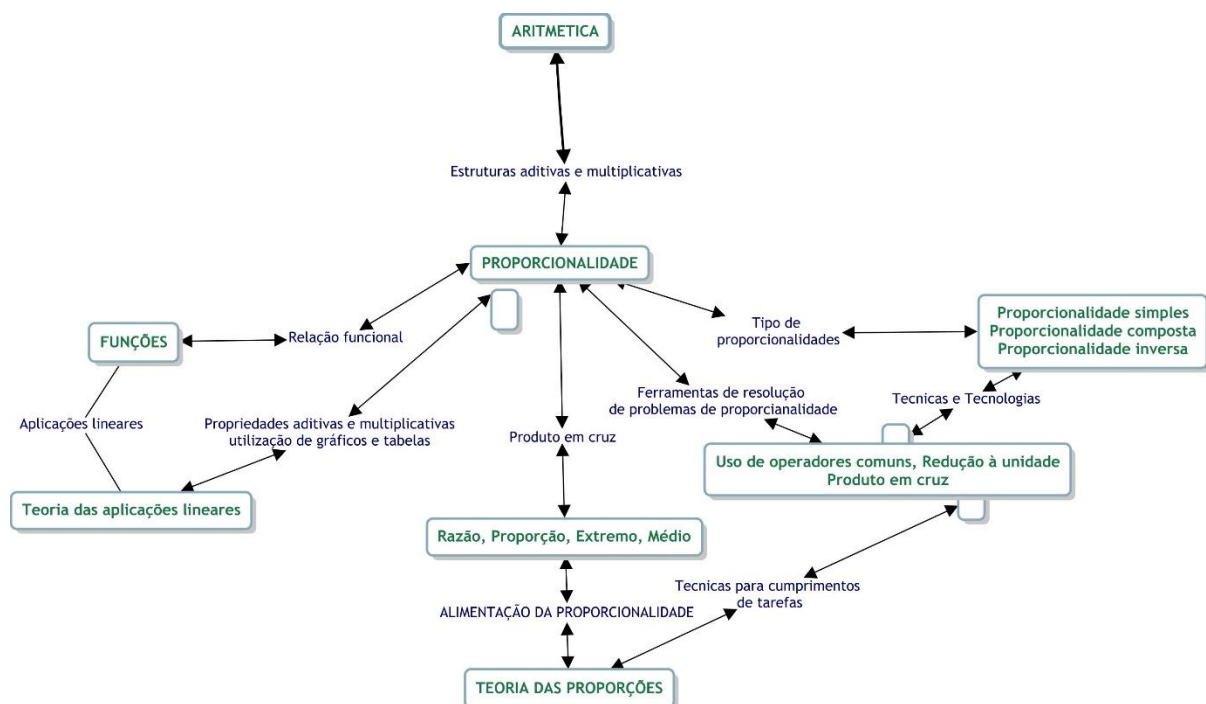 ARITMETICA
Estruturas aditivas e multiplicativas
PROPORCIONALIDADE
FUNÇÕES
Relação funcional
Tipo de
proporcionalidades
Proporcionalidade simples
Proporcionalidade composta
Proporcionalidade inversa
Aplicações lineares
Propriedades aditivas e multiplicativas
utilização de gráficos e tabelas
Produto em cruz
Ferramentas de resolução
de problemas de proporcianalidade
Tecnicas e Tecnologias
Uso de operadores comuns, Redução à unidade
Produto em cruz
Teoria das aplicações lineares
Razão, Proporção, Extremo, Médio
Tecnicas para cumprimentos
de tarefas
ALIMENTAÇÃO DA PROPORCIONALIDADE
TEORIA DAS PROPORÇÕES